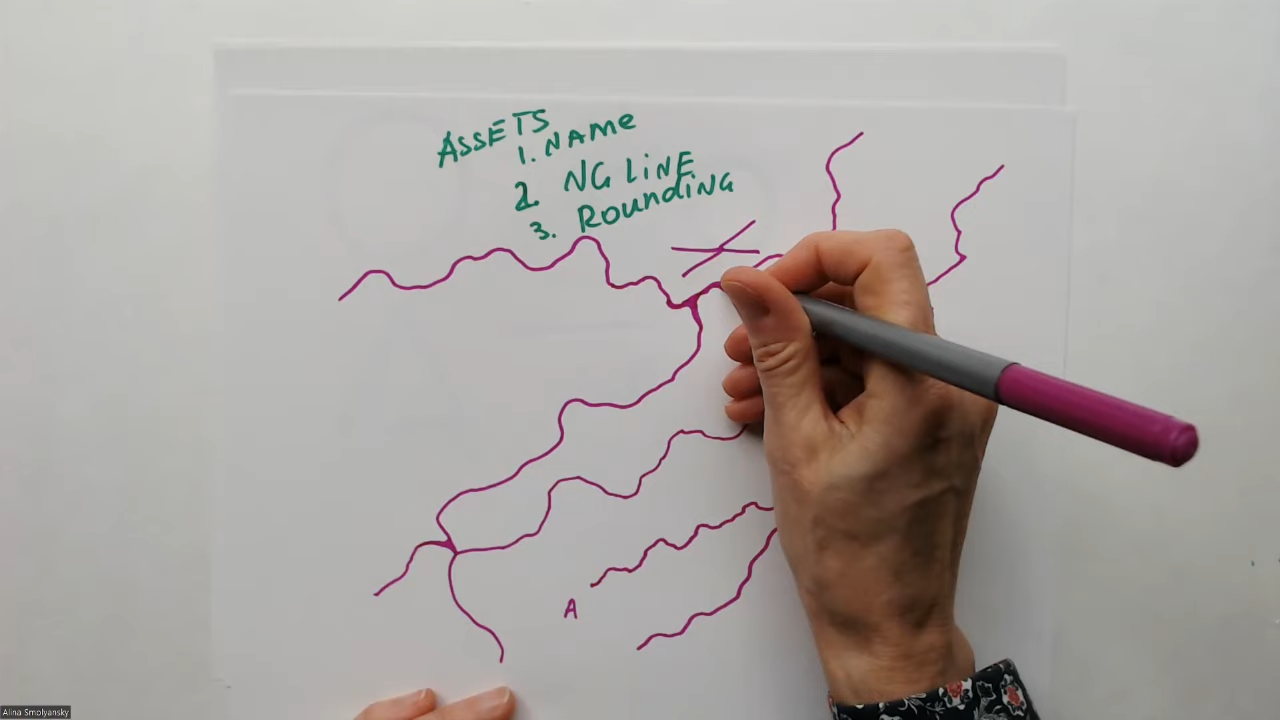 ASSETS
1. NAMe
2 NG LiNE
3. ROundiNG
A
Alina Smolyansky